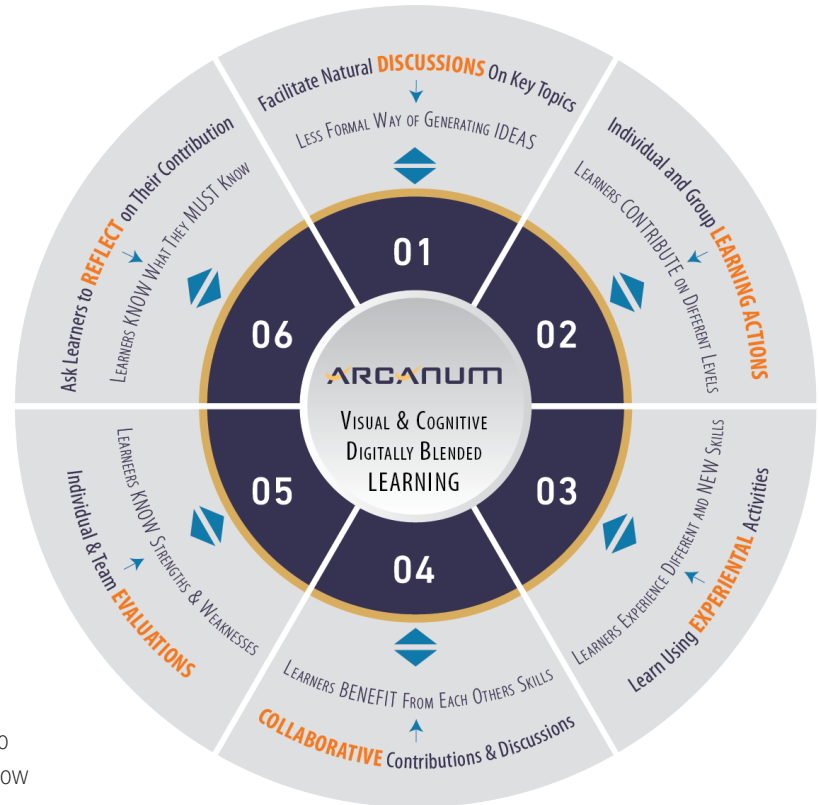 Facilitate Natural DISCUSSIONS On Key Topics
Less Formal Way of Generating IDEAS
01
Individual and Group LEARNING ACTIONS
Learners CONTRIBUTE on Different Levels
02
Learn Using EXPERIENTAL Activities
Learners Experience Different and NEW Skills
03
Learners BENEFIT From Each Others Skills
COLLABORATIVE Contributions & Discussions
04
Individual & Team EVALUATIONS
Learneers KNOW Strengths & Weaknesses
05
Ask Learners to REFLECT on Their Contribution
Learners KNOW What They MUST Know
06
ARCANUM
Visual & Cognitive
Digitally Blended
LEARNING